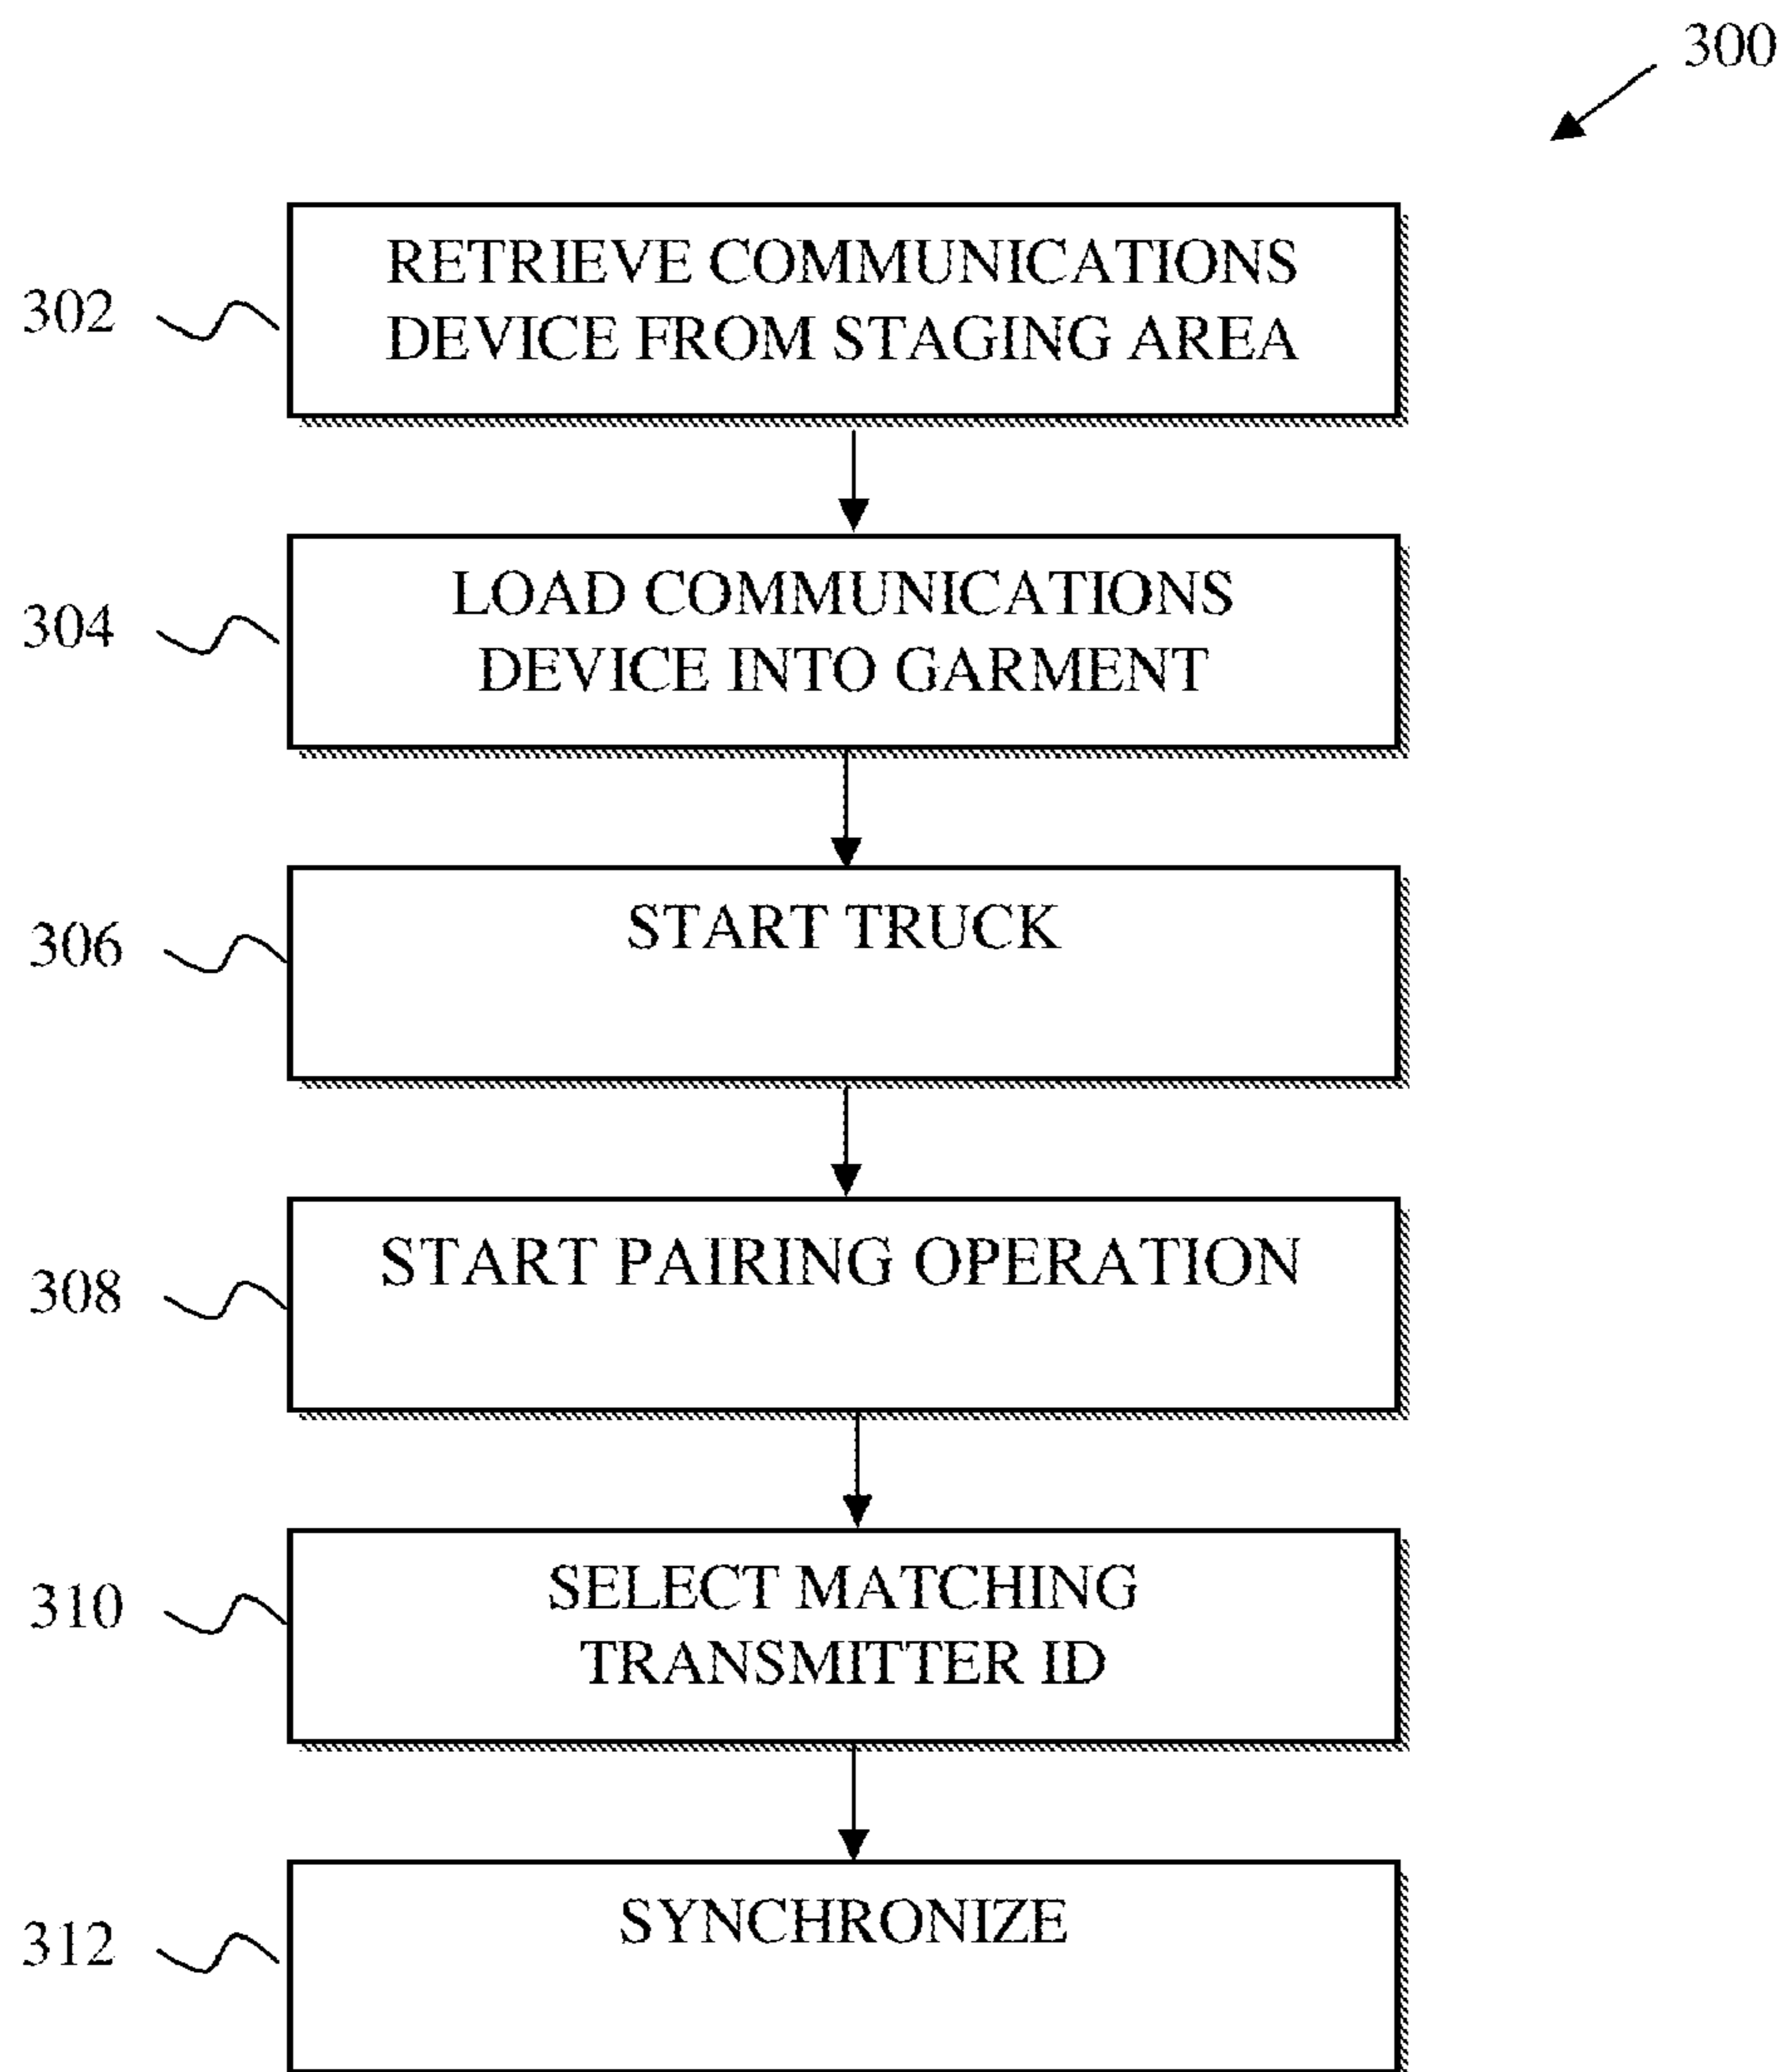 300
302
RETRIEVE COMMUNICATIONS
DEVICE FROM STAGING AREA
304
LOAD COMMUNICATIONS
DEVICE INTO GARMENT
306
START TRUCK
308
START PAIRING OPERATION
310
SELECT MATCHING
TRANSMITTER ID
312
SYNCHRONIZE